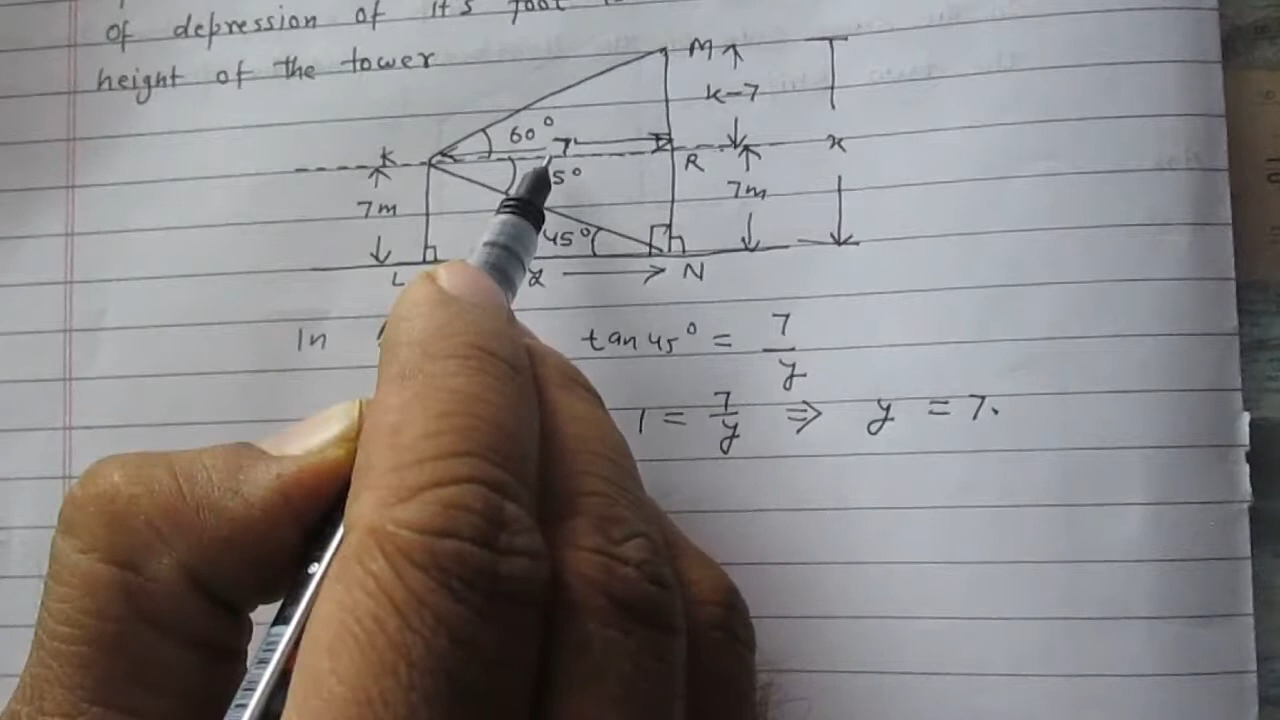 of depression of it's foot
height of the tower
M
k-7
60°
7
x
K
R
5°
7m
7m
45°
L
N
In
tan 45° = 7/y
1 = 7/y ⇒ y = 7.